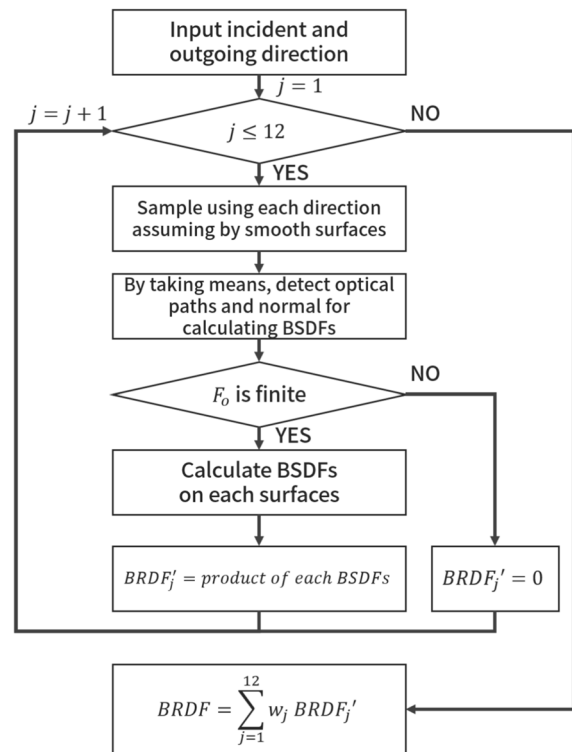 Input incident and
outgoing direction
j = 1
j = j + 1
NO
j ≤ 12
YES
Sample using each direction
assuming by smooth surfaces
By taking means, detect optical
paths and normal for
calculating BSDFs
NO
F_o is finite
YES
Calculate BSDFs
on each surfaces
BRDF_j′ = product of each BSDFs
BRDF_j′ = 0
BRDF = ∑_{j=1}^{12} w_j BRDF_j′